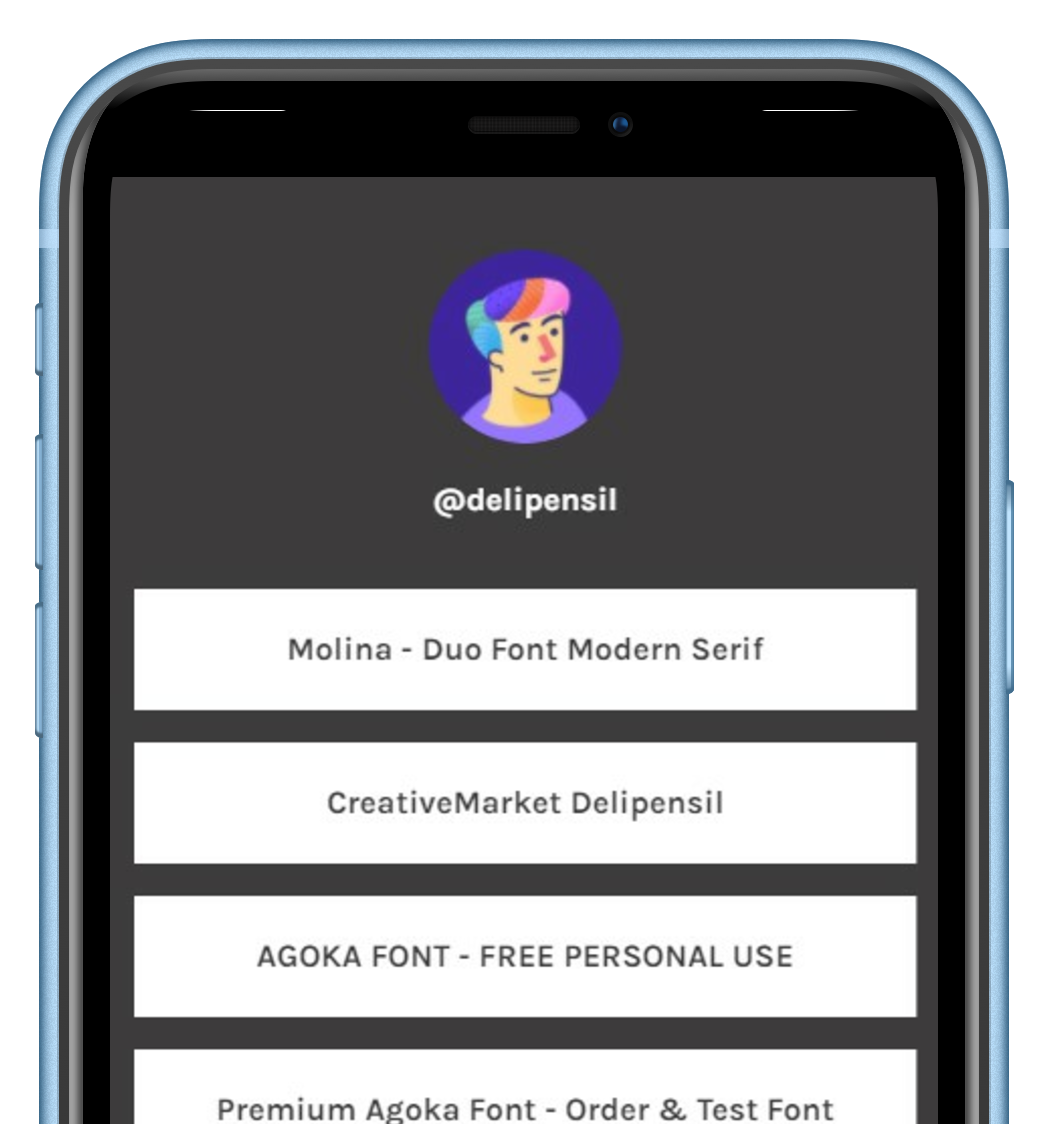 @delipensil
Molina - Duo Font Modern Serif
CreativeMarket Delipensil
AGOKA FONT - FREE PERSONAL USE
Premium Agoka Font - Order & Test Font